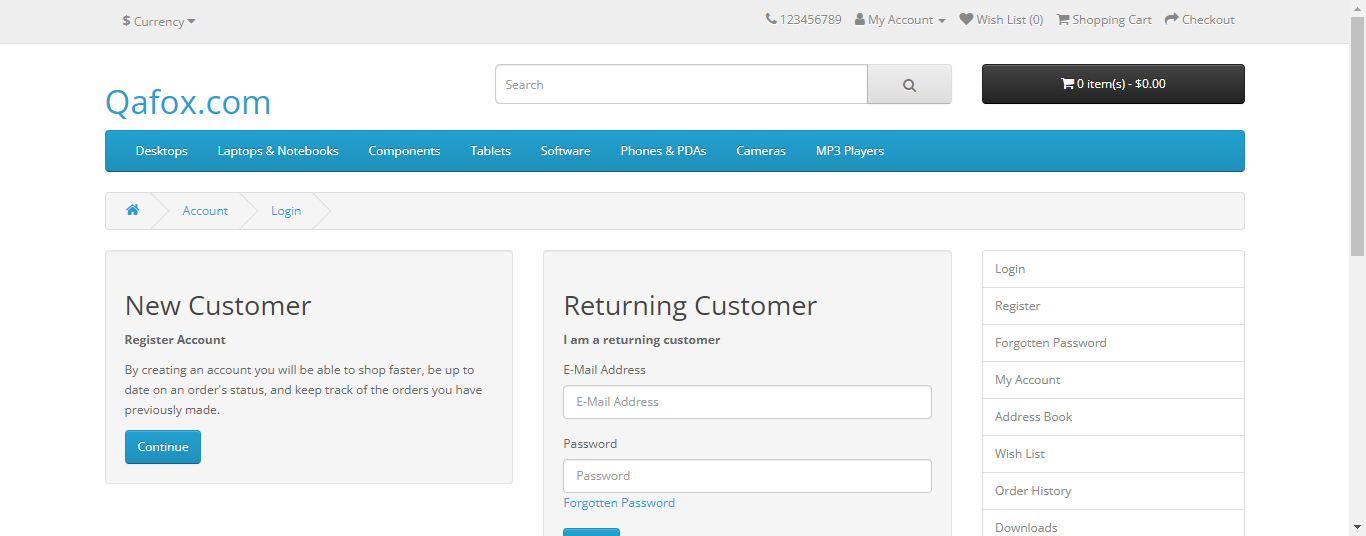 $ Currency
123456789 My Account Wish List (0) Shopping Cart Checkout
Qafox.com
Search
0 item(s) - $0.00
Desktops Laptops & Notebooks Components Tablets Software Phones & PDAs Cameras MP3 Players
Account Login
New Customer
Register Account
By creating an account you will be able to shop faster, be up to
date on an order's status, and keep track of the orders you have
previously made.
Continue
Returning Customer
I am a returning customer
E-Mail Address
E-Mail Address
Password
Password
Forgotten Password
Login
Register
Forgotten Password
My Account
Address Book
Wish List
Order History
Downloads